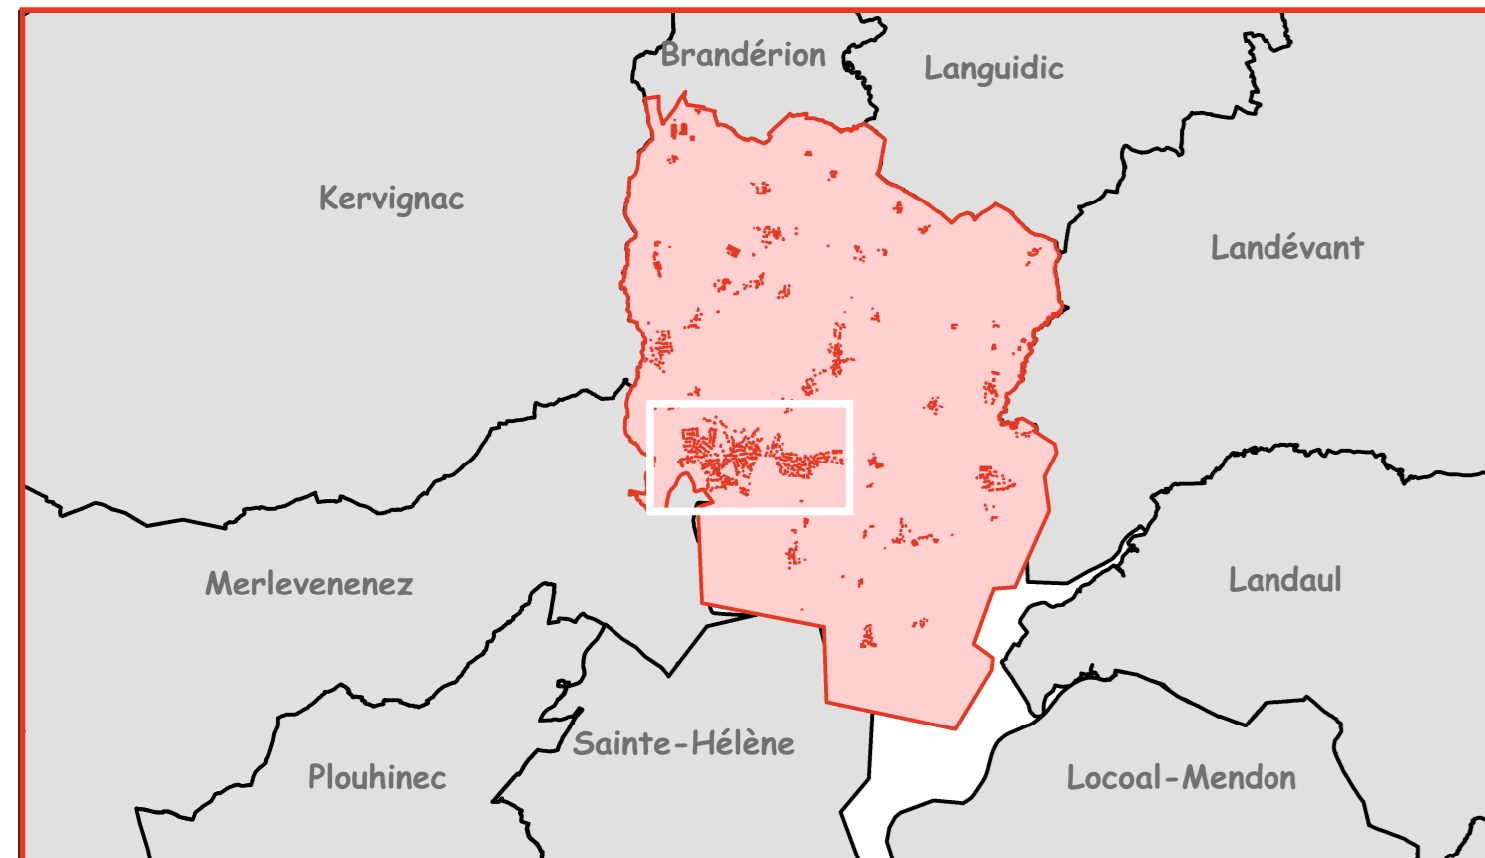 Brandérion
Languidic
Kervignac
Landévant
Merlevenenez
Landaul
Sainte-Hélène
Plouhinec
Locoal-Mendon